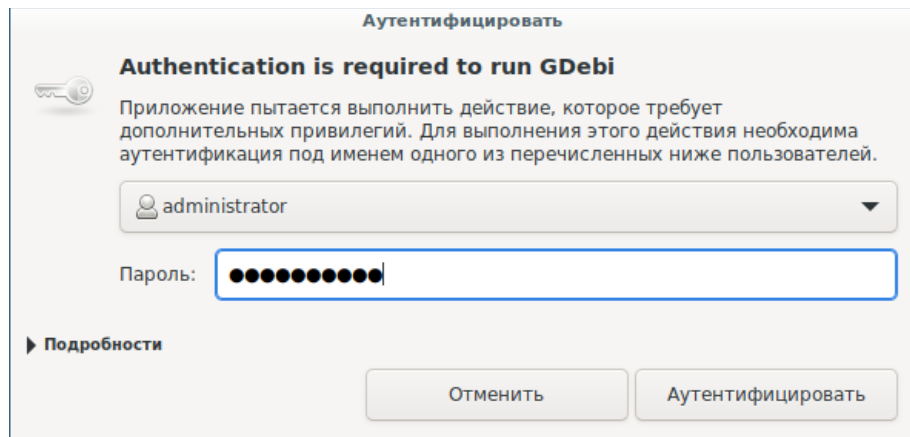 Аутентифицировать
Authentication is required to run GDebi
Приложение пытается выполнить действие, которое требует
дополнительных привилегий. Для выполнения этого действия необходима
аутентификация под именем одного из перечисленных ниже пользователей.
administrator
Пароль: ●●●●●●●●●●
Подробности
Отменить
Аутентифицировать